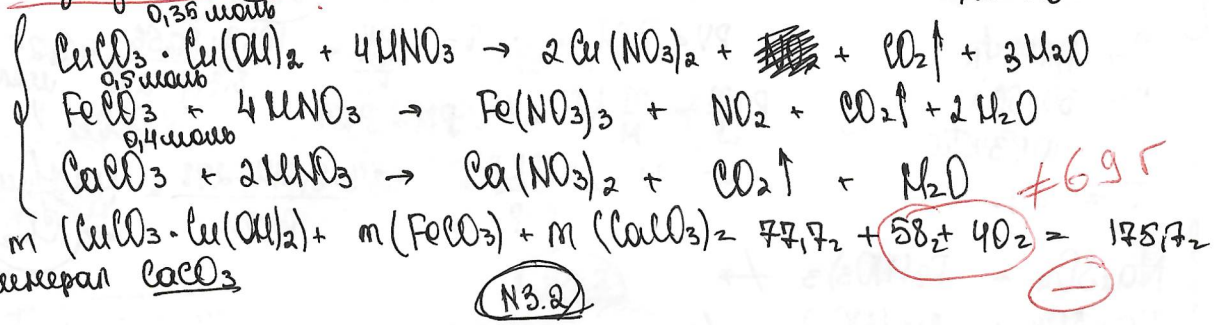 0,35 моль
CuCO3 · Cu(OH)2 + 4HNO3 → 2Cu(NO3)2 + + CO2↑ + 3H2O
0,5 моль
FeCO3 + 4HNO3 → Fe(NO3)3 + NO2 + CO2↑ + 2H2O
0,4 моль
CaCO3 + 2HNO3 → Ca(NO3)2 + CO2↑ + H2O ≠69 г
m (CuCO3·Cu(OH)2) + m(FeCO3) + m (CaCO3) = 77,7г + 58г + 40г = 175,7г
минерал CaCO3 —
N3.2